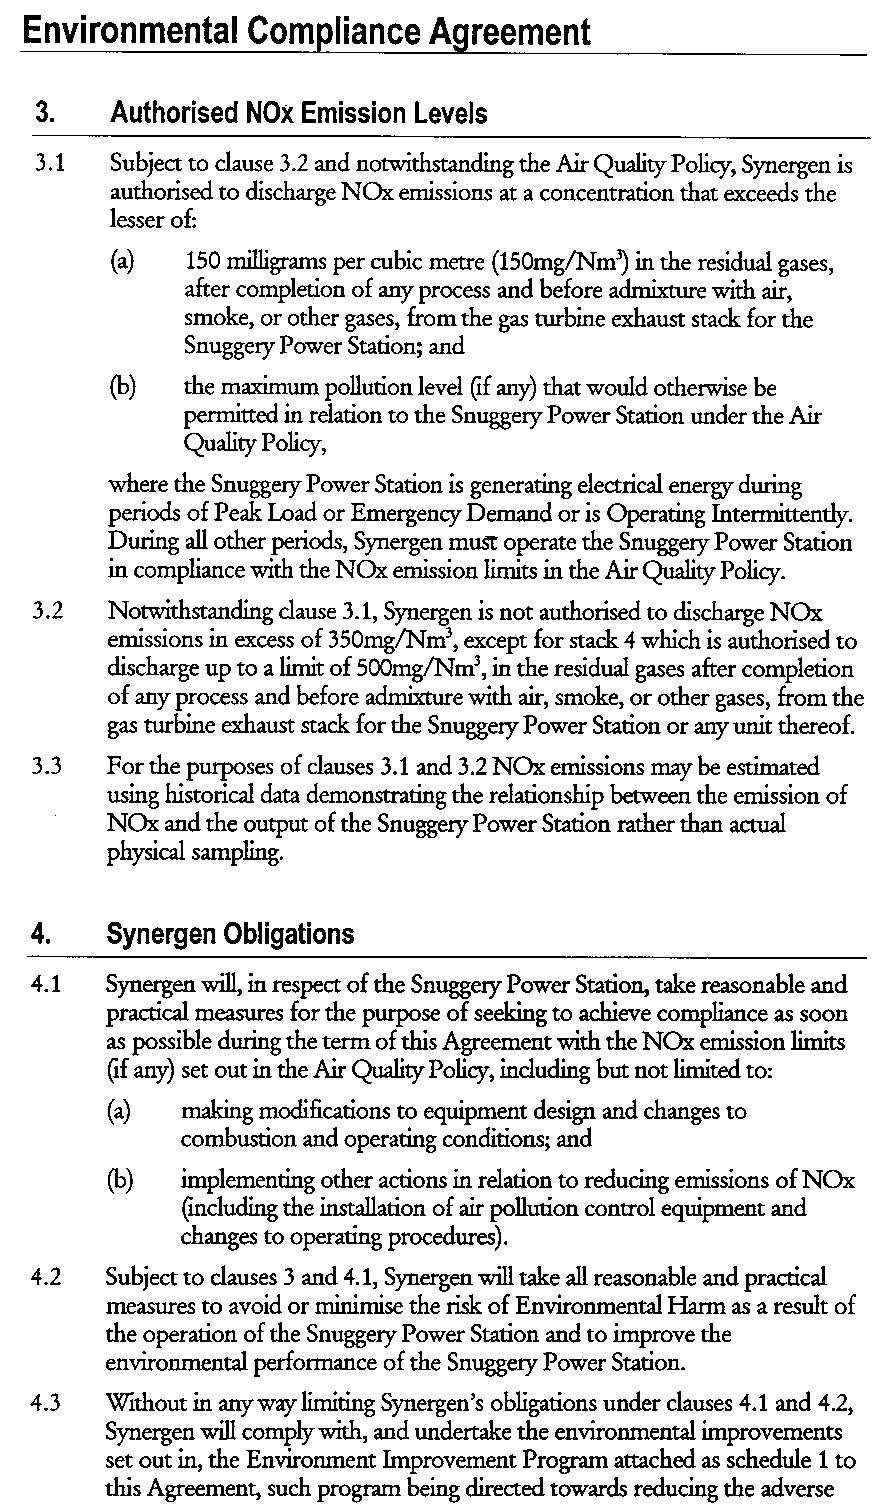 Environmental Compliance Agreement
3. Authorised NOx Emission Levels
3.1 Subject to clause 3.2 and notwithstanding the Air Quality Policy, Synergen is
authorised to discharge NOx emissions at a concentration that exceeds the
lesser of:
(a) 150 milligrams per cubic metre (150mg/Nm³) in the residual gases,
after completion of any process and before admixture with air,
smoke, or other gases, from the gas turbine exhaust stack for the
Snuggery Power Station; and
(b) the maximum pollution level (if any) that would otherwise be
permitted in relation to the Snuggery Power Station under the Air
Quality Policy,
where the Snuggery Power Station is generating electrical energy during
periods of Peak Load or Emergency Demand or is Operating Intermittently.
During all other periods, Synergen must operate the Snuggery Power Station
in compliance with the NOx emission limits in the Air Quality Policy.
3.2 Notwithstanding clause 3.1, Synergen is not authorised to discharge NOx
emissions in excess of 350mg/Nm³, except for stack 4 which is authorised to
discharge up to a limit of 500mg/Nm³, in the residual gases after completion
of any process and before admixture with air, smoke, or other gases, from the
gas turbine exhaust stack for the Snuggery Power Station or any unit thereof.
3.3 For the purposes of clauses 3.1 and 3.2 NOx emissions may be estimated
using historical data demonstrating the relationship between the emission of
NOx and the output of the Snuggery Power Station rather than actual
physical sampling.
4. Synergen Obligations
4.1 Synergen will, in respect of the Snuggery Power Station, take reasonable and
practical measures for the purpose of seeking to achieve compliance as soon
as possible during the term of this Agreement with the NOx emission limits
(if any) set out in the Air Quality Policy, including but not limited to:
(a) making modifications to equipment design and changes to
combustion and operating conditions; and
(b) implementing other actions in relation to reducing emissions of NOx
(including the installation of air pollution control equipment and
changes to operating procedures).
4.2 Subject to clauses 3 and 4.1, Synergen will take all reasonable and practical
measures to avoid or minimise the risk of Environmental Harm as a result of
the operation of the Snuggery Power Station and to improve the
environmental performance of the Snuggery Power Station.
4.3 Without in any way limiting Synergen's obligations under clauses 4.1 and 4.2,
Synergen will comply with, and undertake the environmental improvements
set out in, the Environment Improvement Program attached as schedule 1 to
this Agreement, such program being directed towards reducing the adverse